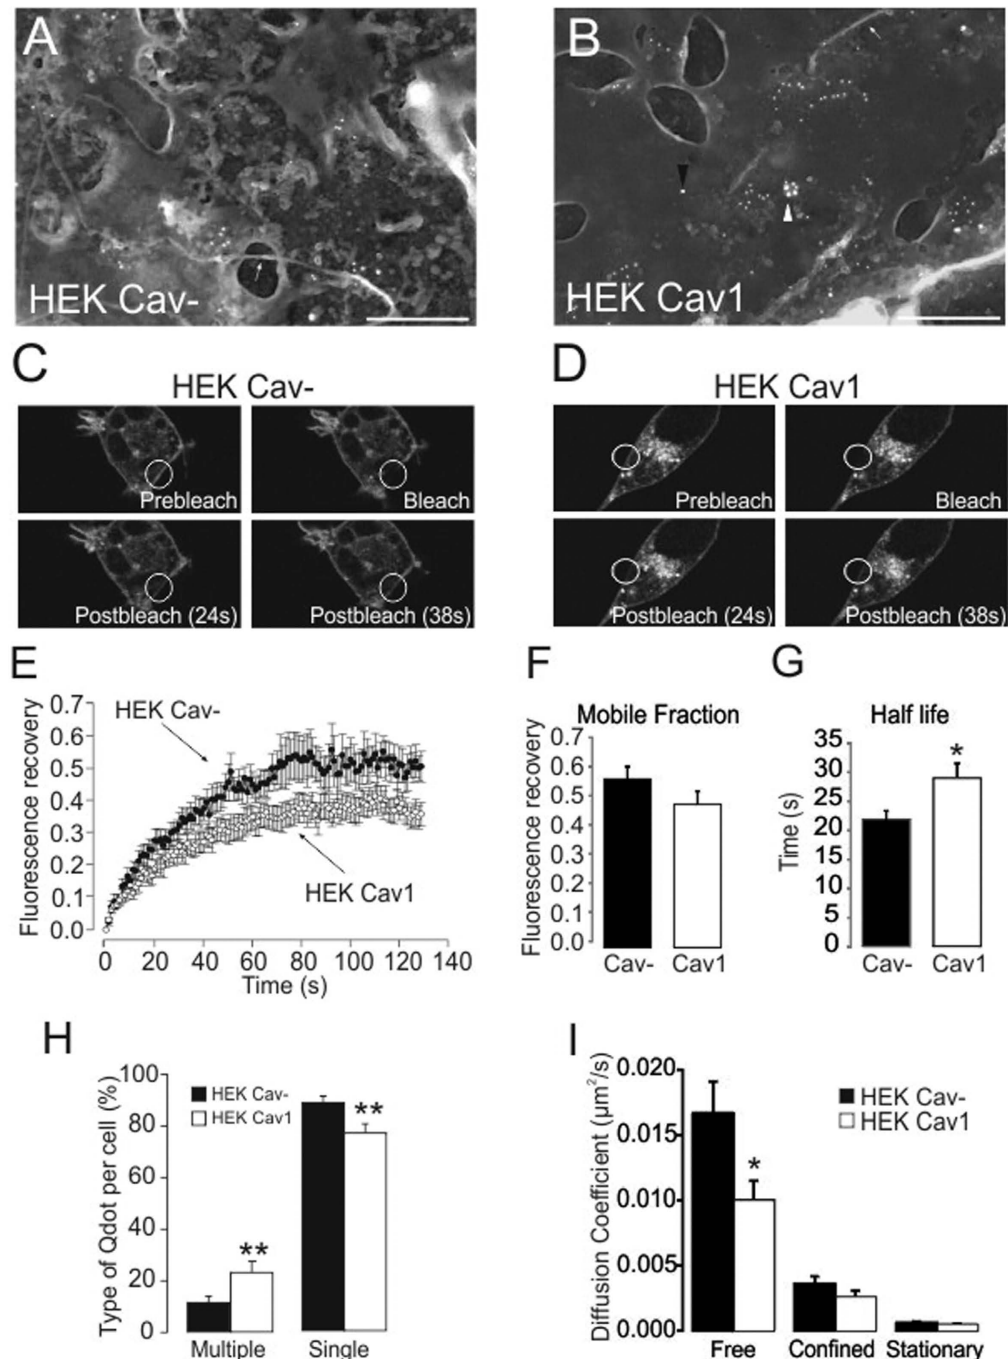 A
HEK Cav-
B
HEK Cav1
C
HEK Cav-
Prebleach
Bleach
Postbleach (24s)
Postbleach (38s)
D
HEK Cav1
Prebleach
Bleach
Postbleach (24s)
Postbleach (38s)
E
Fluorescence recovery
0.7
0.6
0.5
0.4
0.3
0.2
0.1
0.0
HEK Cav-
HEK Cav1
0 20 40 60 80 100 120 140
Time (s)
F
Mobile Fraction
Fluorescence recovery
0.7
0.6
0.5
0.4
0.3
0.2
0.1
0.0
Cav- Cav1
G
Half life
Time (s)
35
30
25
20
15
10
5
0
*
Cav- Cav1
H
Type of Qdot per cell (%)
100
80
60
40
20
0
HEK Cav-
HEK Cav1
**
**
Multiple Single
I
Diffusion Coefficient (µm²/s)
0.020
0.015
0.010
0.005
0.000
HEK Cav-
HEK Cav1
*
Free Confined Stationary